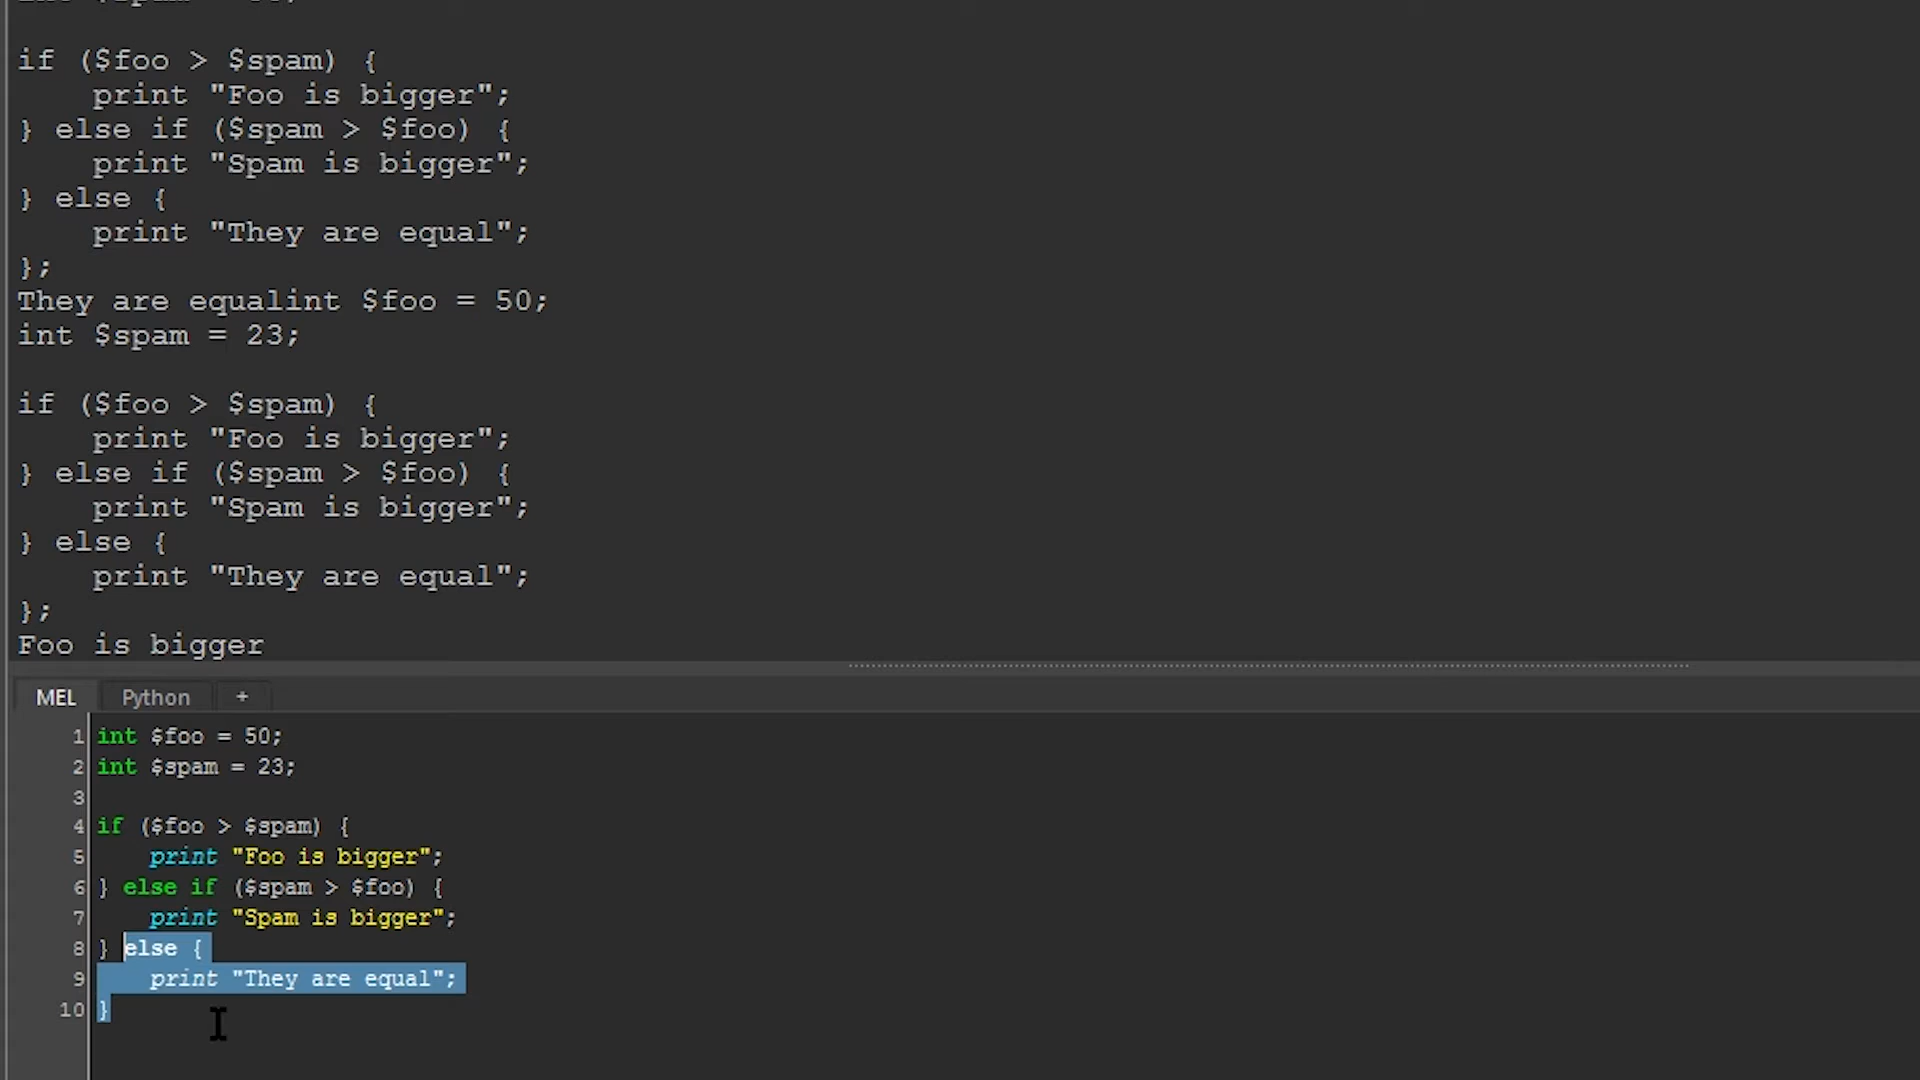 if ($foo > $spam) {
    print "Foo is bigger";
} else if ($spam > $foo) {
    print "Spam is bigger";
} else {
    print "They are equal";
};
They are equalint $foo = 50;
int $spam = 23;

if ($foo > $spam) {
    print "Foo is bigger";
} else if ($spam > $foo) {
    print "Spam is bigger";
} else {
    print "They are equal";
};
Foo is bigger
MEL Python +
1 int $foo = 50;
2 int $spam = 23;
3
4 if ($foo > $spam) {
5     print "Foo is bigger";
6 } else if ($spam > $foo) {
7     print "Spam is bigger";
8 } else {
9     print "They are equal";
10 }